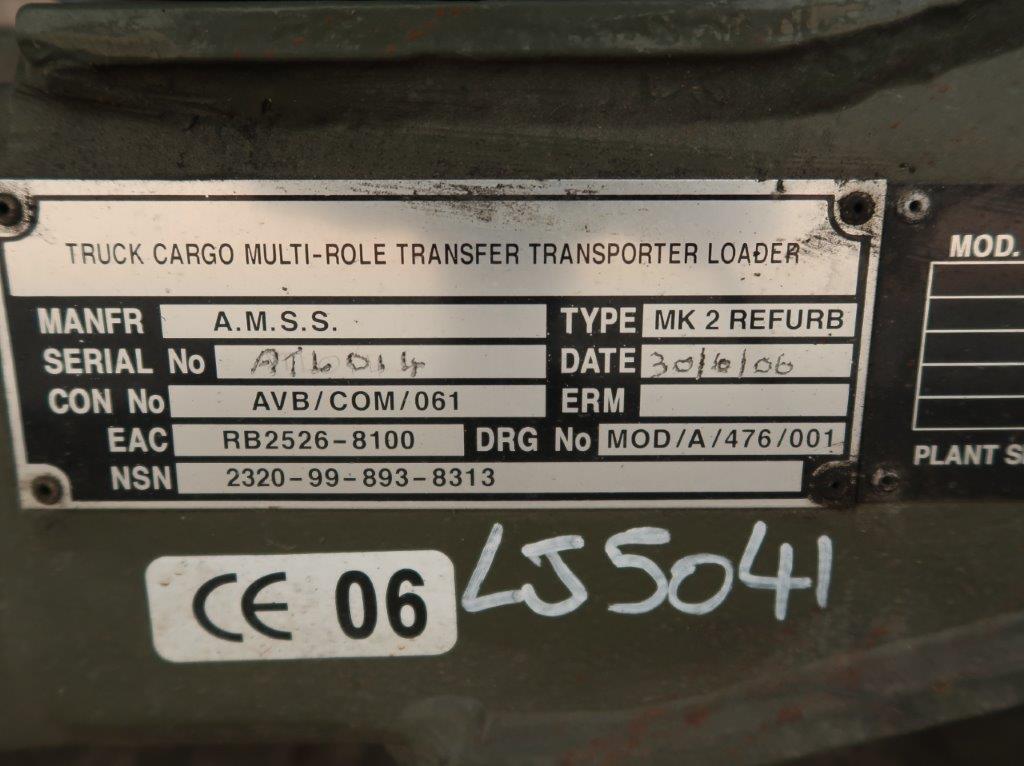 TRUCK CARGO MULTI-ROLE TRANSFER TRANSPORTER LOADER
MANFR A.M.S.S. TYPE MK 2 REFURB
SERIAL No AT6014 DATE 30/6/06
CON No AVB/COM/061 ERM
EAC RB2526-8100 DRG No MOD/A/476/001
NSN 2320-99-893-8313
MOD.
PLANT
CE 06
LJ5041